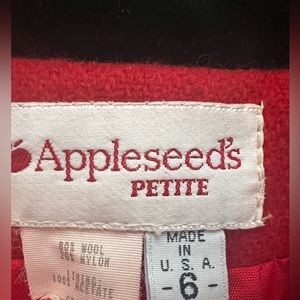 Appleseed's
PETITE
80% WOOL
20% NYLON
LINING
100% ACETATE
MADE
IN
U. S. A.
-6-